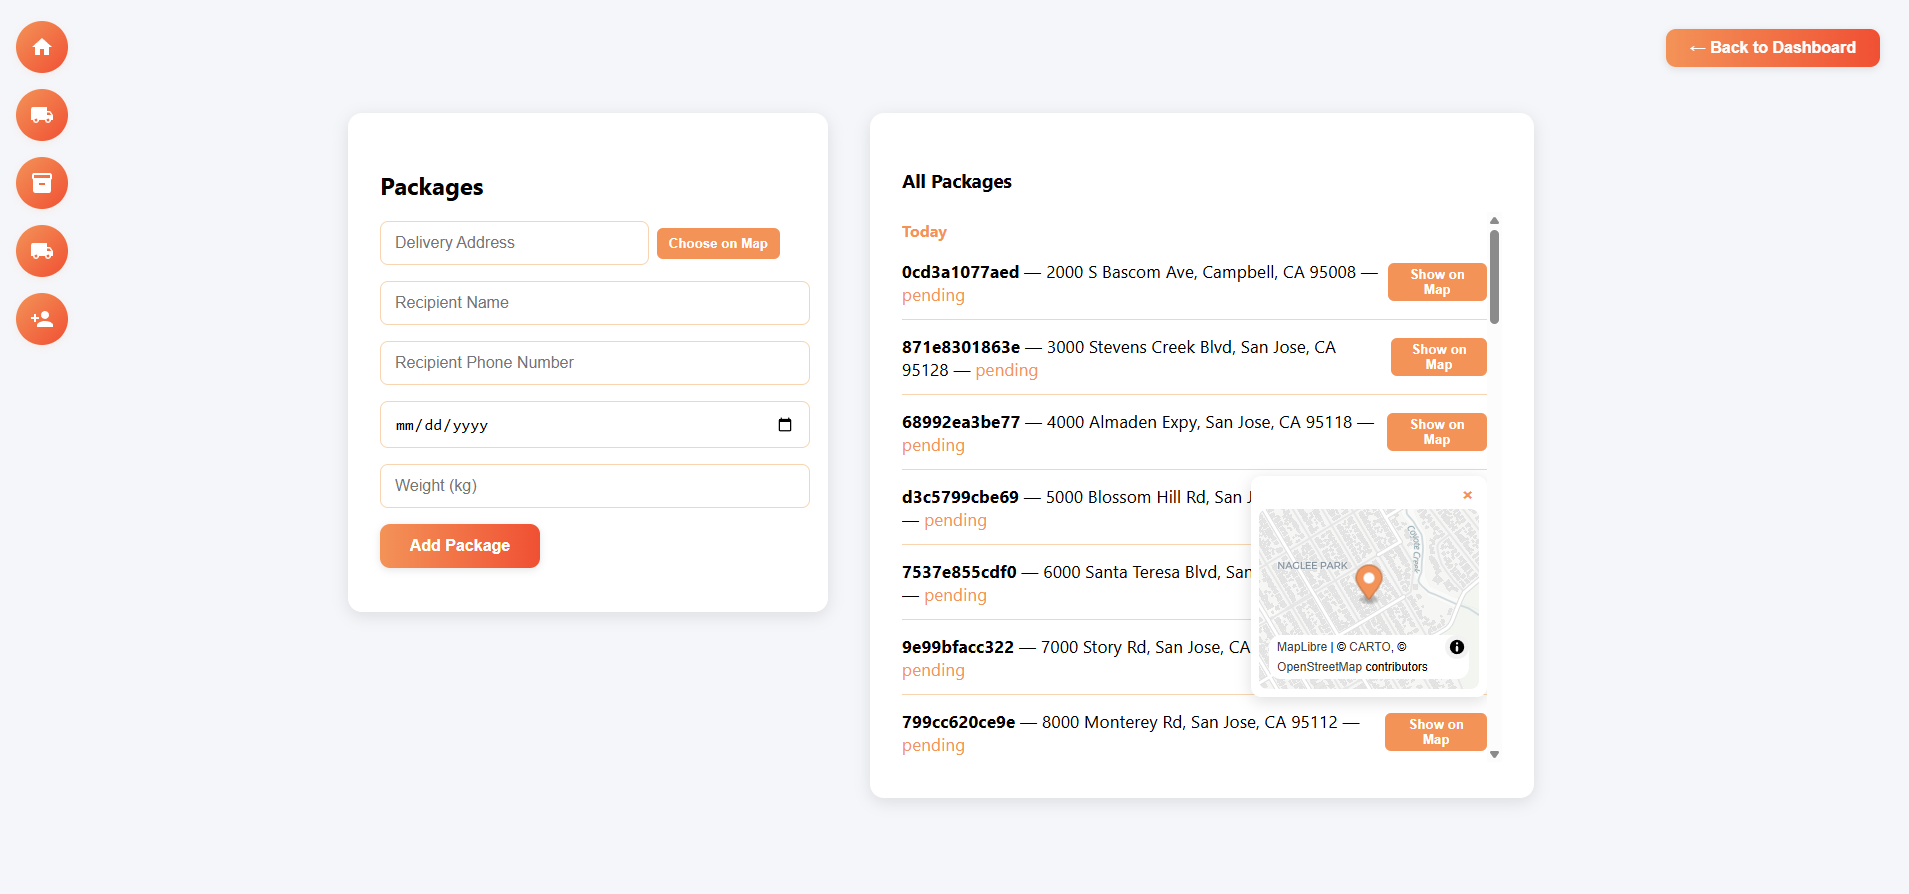 ← Back to Dashboard
Packages
Delivery Address
Choose on Map
Recipient Name
Recipient Phone Number
mm/dd/yyyy
Weight (kg)
Add Package
All Packages
Today
0cd3a1077aed — 2000 S Bascom Ave, Campbell, CA 95008 —
pending
Show on
Map
871e8301863e — 3000 Stevens Creek Blvd, San Jose, CA
95128 — pending
Show on
Map
68992ea3be77 — 4000 Almaden Expy, San Jose, CA 95118 —
pending
Show on
Map
d3c5799cbe69 — 5000 Blossom Hill Rd, San
— pending
7537e855cdf0 — 6000 Santa Teresa Blvd, San
— pending
9e99bfacc322 — 7000 Story Rd, San Jose, CA
pending
×
Coyote Creek
NAGLEE PARK
MapLibre | © CARTO, ©
OpenStreetMap contributors
799cc620ce9e — 8000 Monterey Rd, San Jose, CA 95112 —
pending
Show on
Map